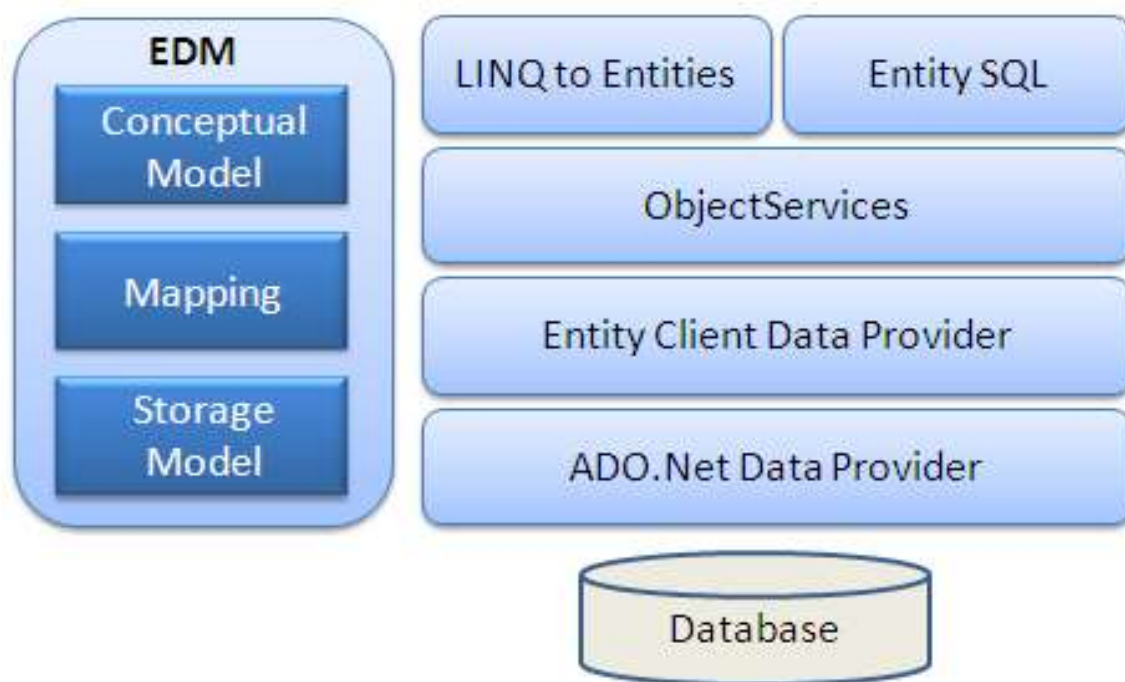 EDM
Conceptual
Model
Mapping
Storage
Model
LINQ to Entities
Entity SQL
ObjectServices
Entity Client Data Provider
ADO.Net Data Provider
Database